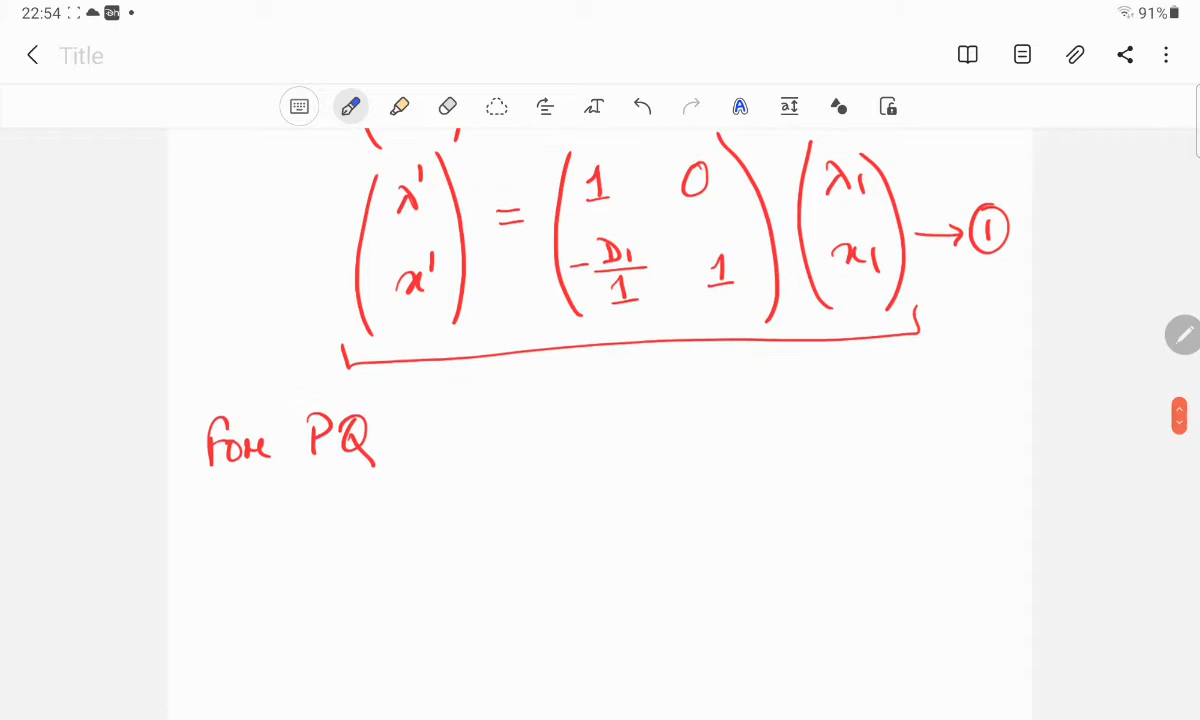 22:54 91%
Title
( λ' ) = ( 1 0 ) ( λ1 ) → ①
( x' ) ( -D1/1 1 ) ( x1 )
For PQ